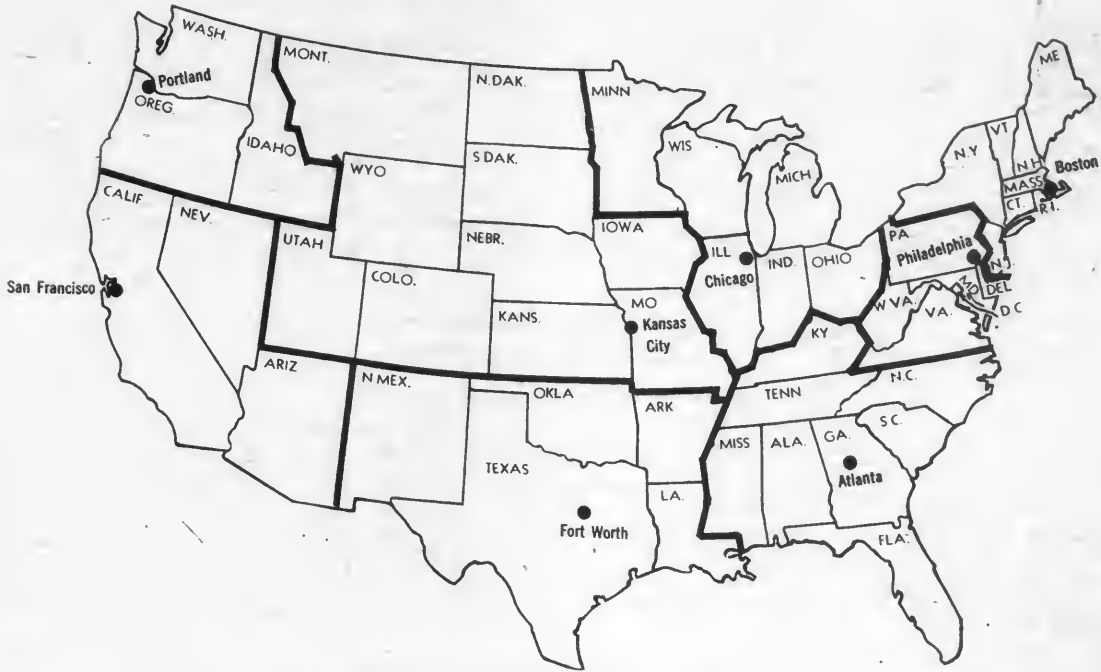 WASH.
Portland
OREG.
IDAHO
MONT.
N.DAK.
MINN
WYO
S DAK.
WIS
MICH
N.Y
VT
N H
ME
MASS
Boston
CT.
R.I.
CALIF
NEV.
UTAH
NEBR.
IOWA
ILL
Chicago
IND.
OHIO
PA
Philadelphia
N.J.
DEL
MD
D C
San Francisco
COLO.
KANS.
MO
Kansas
City
KY
W VA.
VA.
ARIZ
N MEX.
OKLA
ARK
TENN
N.C.
S C.
TEXAS
Fort Worth
LA.
MISS
ALA.
GA.
Atlanta
FLA.